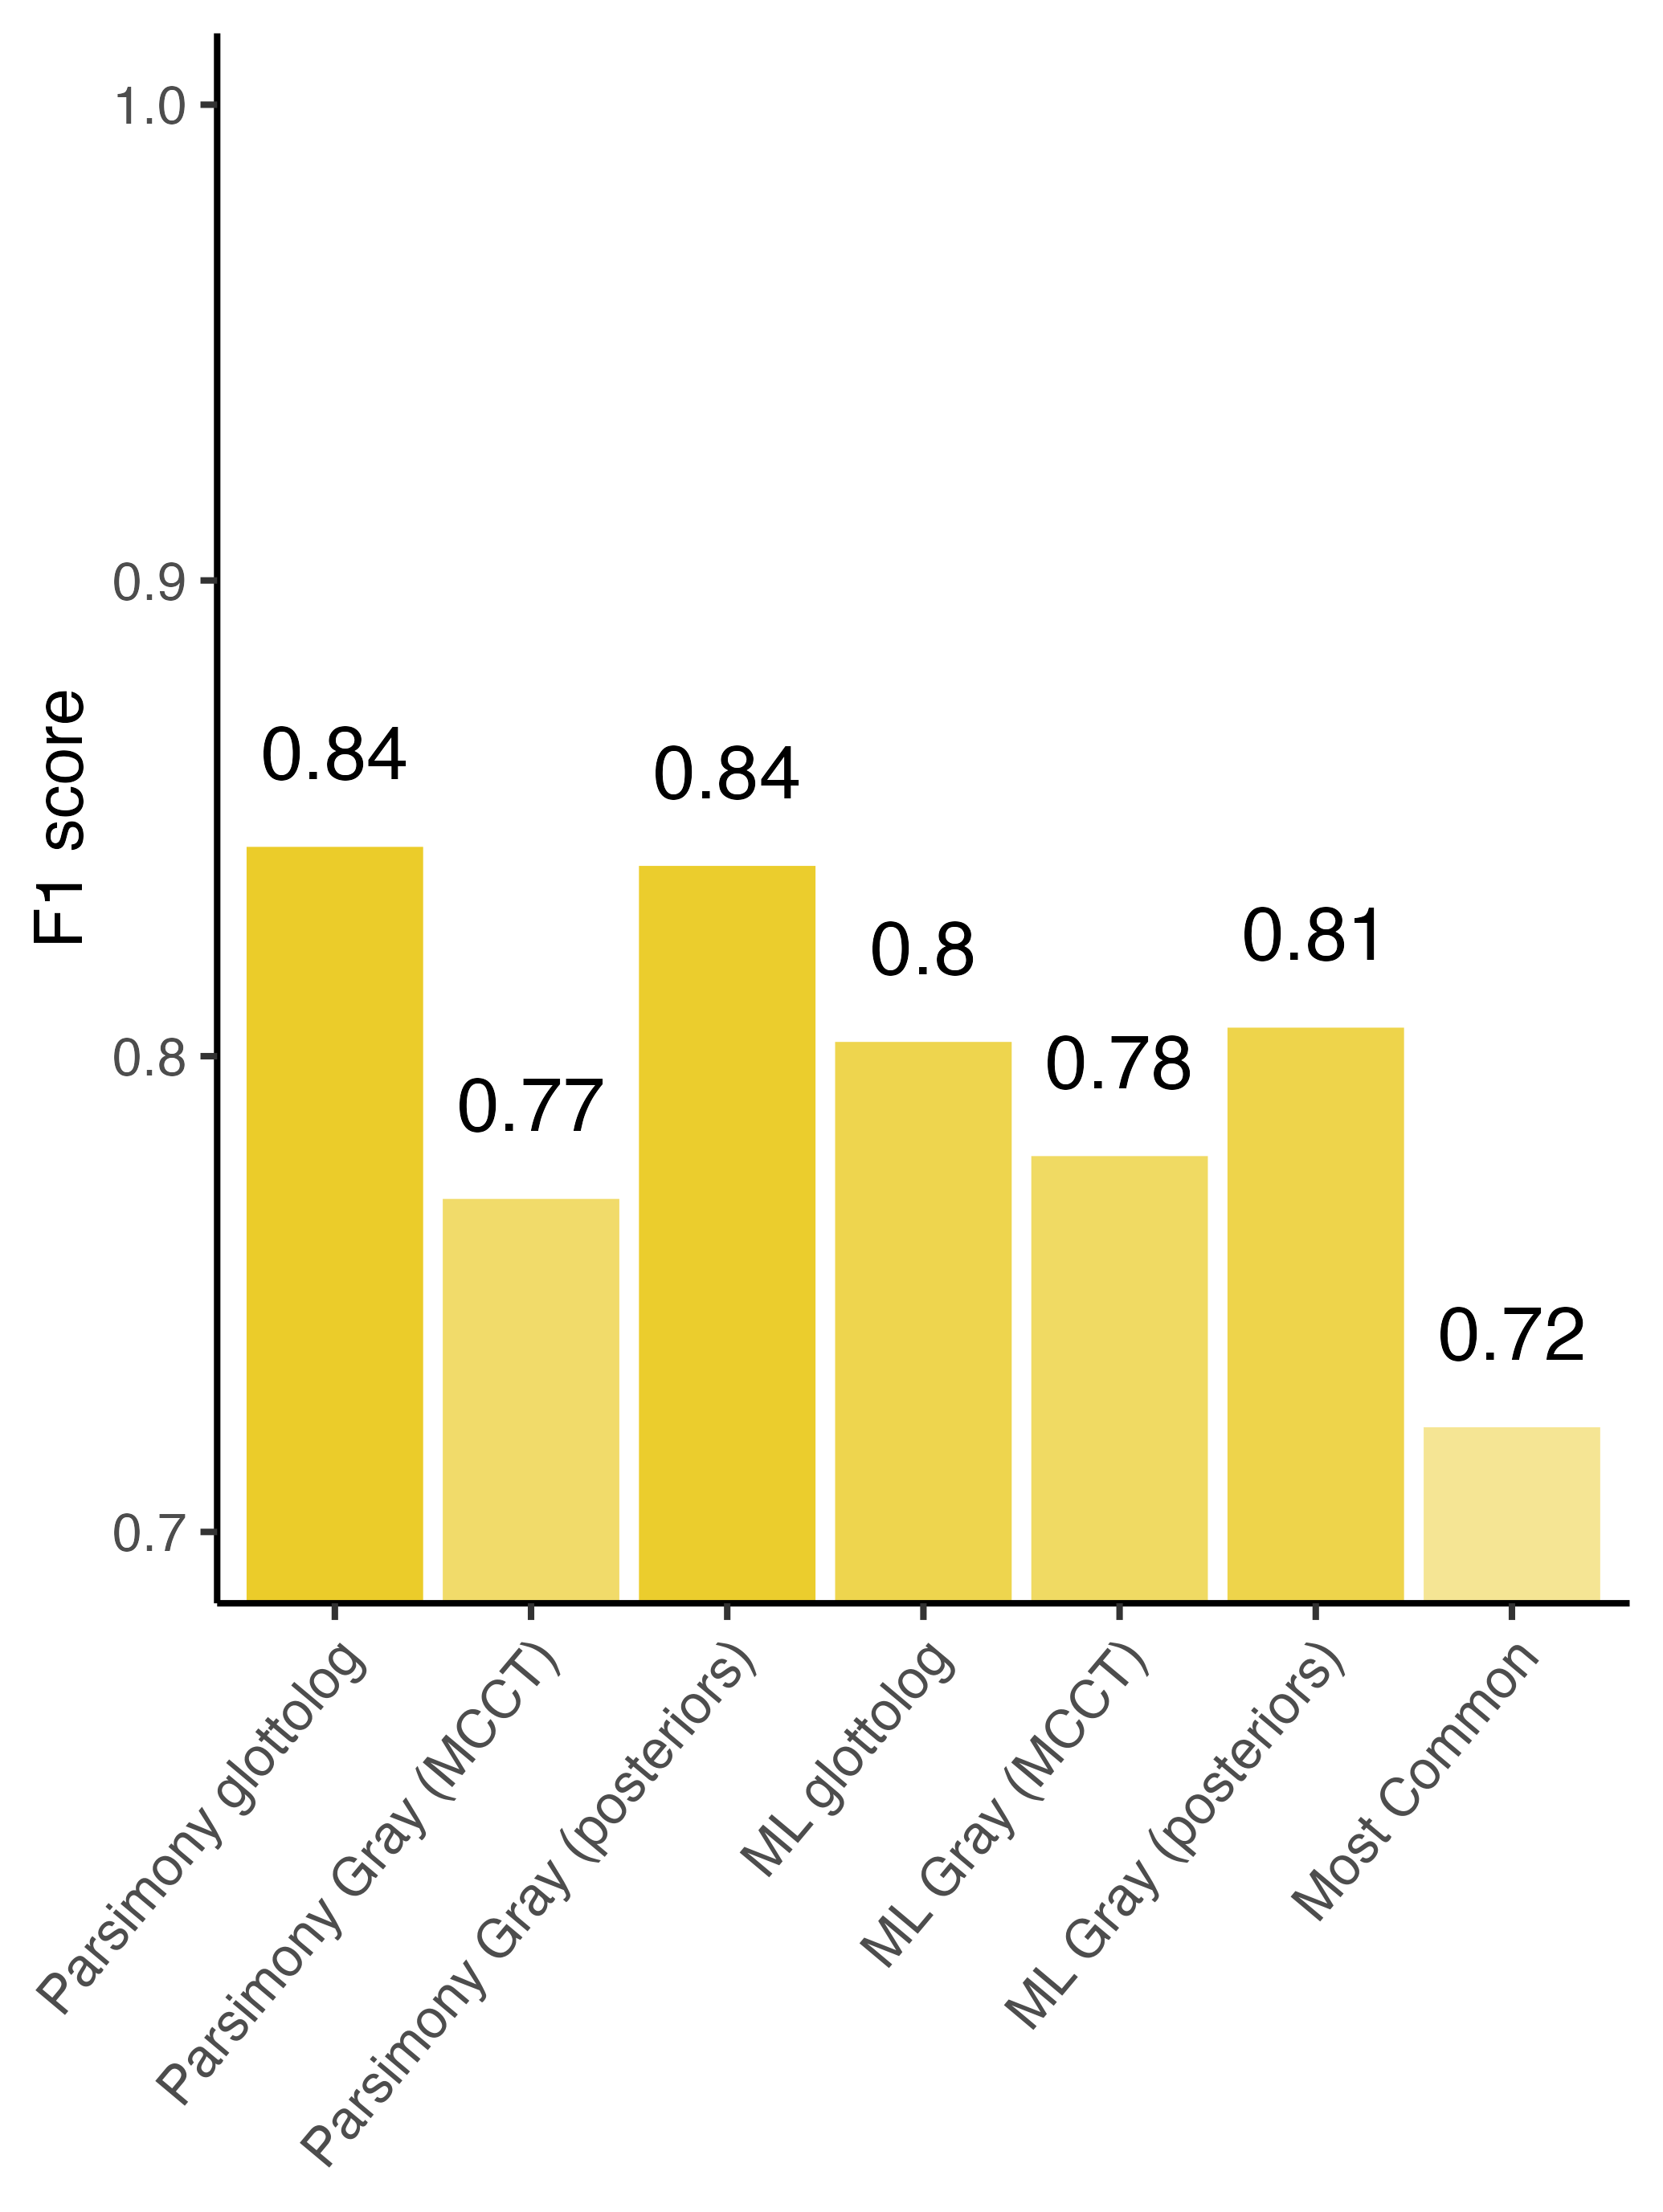 F1 score
1.0
0.9
0.8
0.7
0.84
0.77
0.84
0.8
0.78
0.81
0.72
Parsimony glottolog
Parsimony Gray (MCCT)
Parsimony Gray (posteriors)
ML glottolog
ML Gray (MCCT)
ML Gray (posteriors)
Most Common